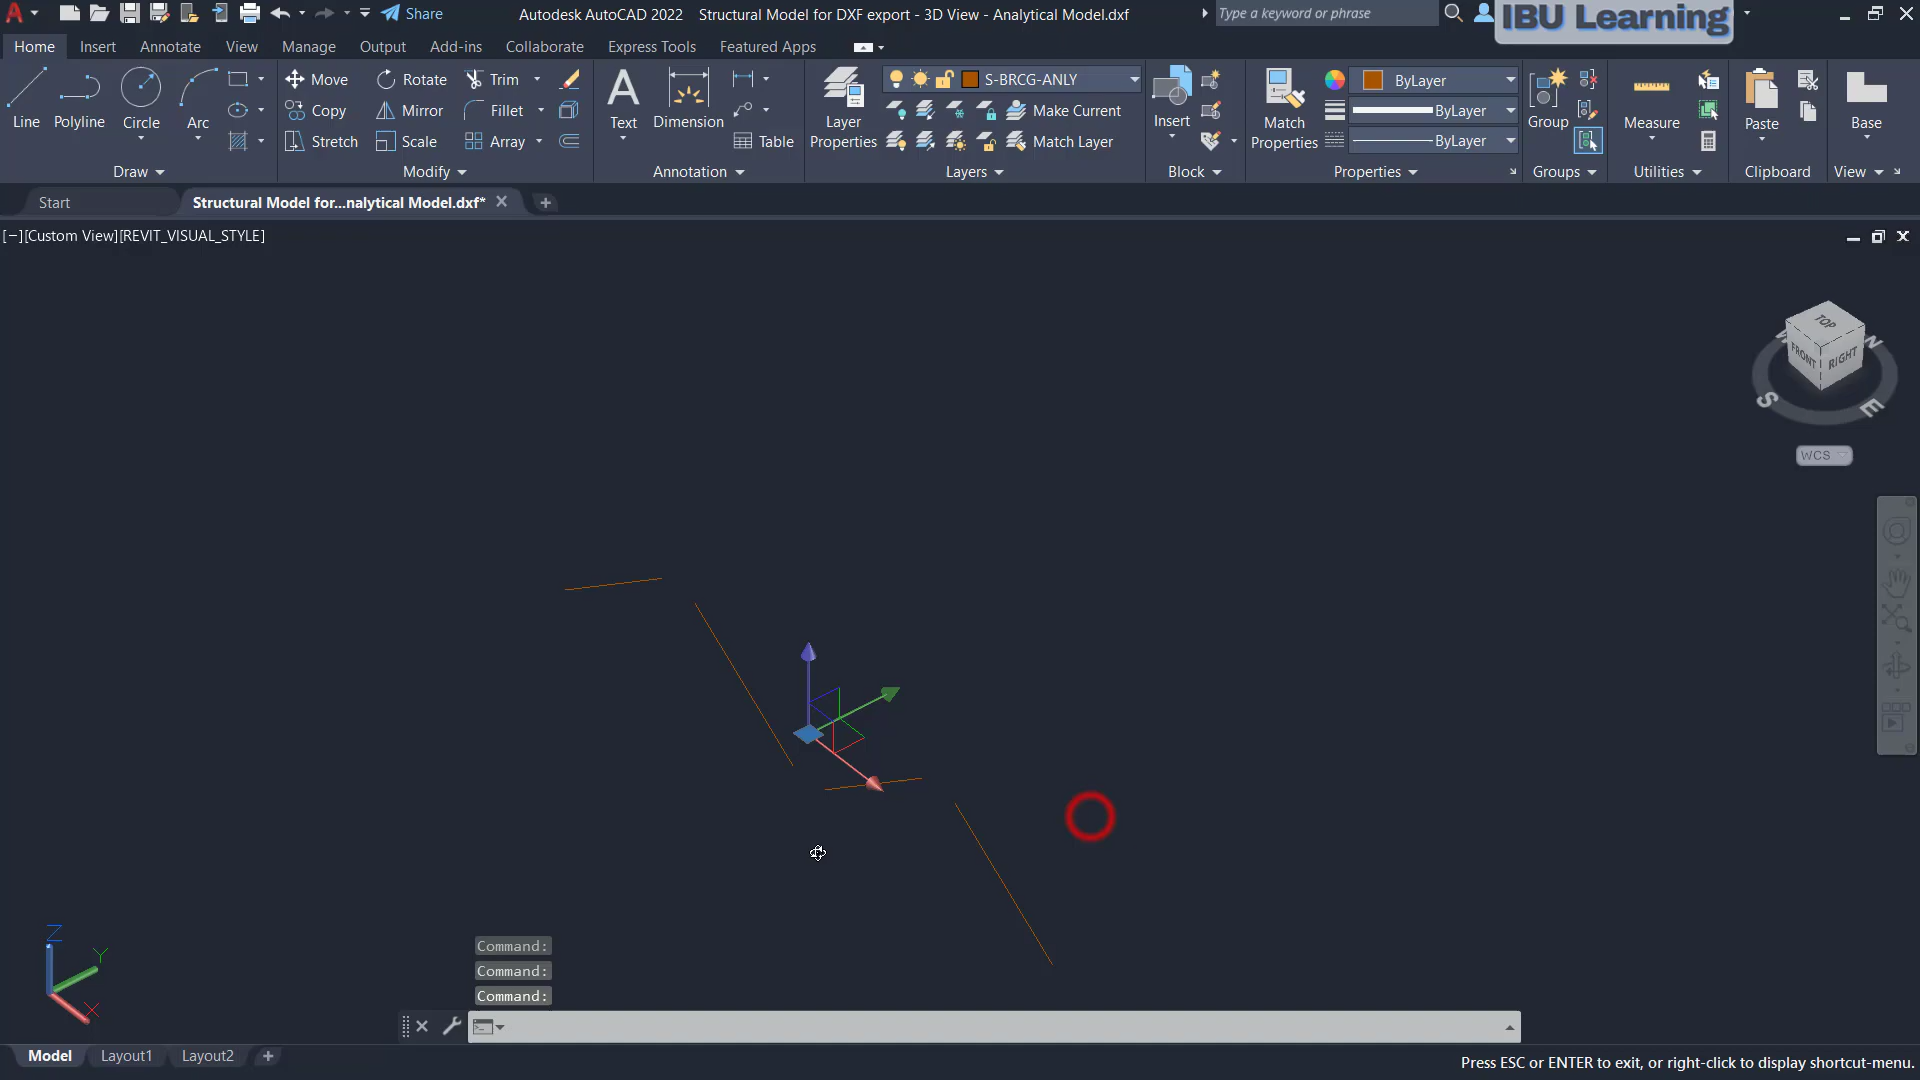 Share
Autodesk AutoCAD 2022 Structural Model for DXF export - 3D View - Analytical Model.dxf
Type a keyword or phrase
IBU Learning
Home Insert Annotate View Manage Output Add-ins Collaborate Express Tools Featured Apps
Line Polyline Circle Arc
Move Rotate Trim
Copy Mirror Fillet
Stretch Scale Array
A Text Dimension
Table
Layer Properties
S-BRCG-ANLY
Make Current
Match Layer
Insert
Match Properties
ByLayer
ByLayer
ByLayer
Group
Measure
Paste
Base
Draw Modify Annotation Layers Block Properties Groups Utilities Clipboard View
Start
Structural Model for...nalytical Model.dxf*
[−][Custom View][REVIT_VISUAL_STYLE]
TOP
FRONT RIGHT
W N
S E
WCS
Z
Y
X
Command:
Command:
Command:
Model Layout1 Layout2
Press ESC or ENTER to exit, or right-click to display shortcut-menu.